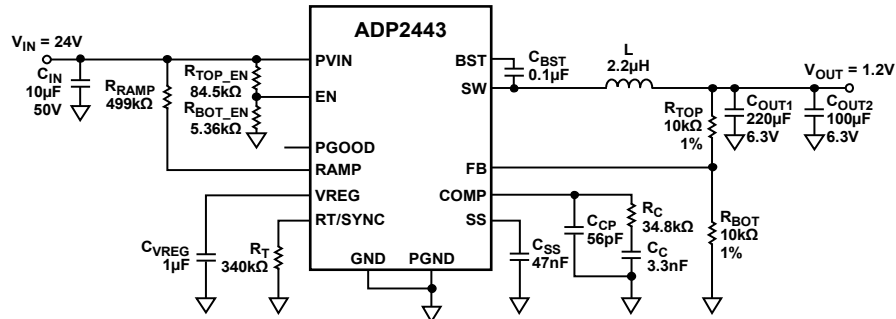 ADP2443
V_IN = 24V
C_IN
10µF
50V
R_RAMP
499kΩ
R_TOP_EN
84.5kΩ
R_BOT_EN
5.36kΩ
PVIN
EN
PGOOD
RAMP
VREG
RT/SYNC
GND
PGND
BST
SW
FB
COMP
SS
C_VREG
1µF
R_T
340kΩ
C_BST
0.1µF
L
2.2µH
V_OUT = 1.2V
R_TOP
10kΩ
1%
C_OUT1
220µF
6.3V
C_OUT2
100µF
6.3V
C_SS
47nF
C_CP
56pF
R_C
34.8kΩ
C_C
3.3nF
R_BOT
10kΩ
1%